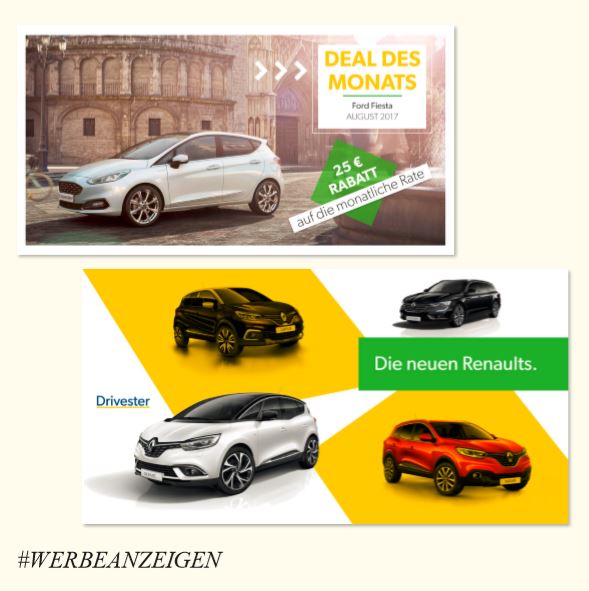 DEAL DES
MONATS
Ford Fiesta
AUGUST 2017
25 €
RABATT
auf die monatliche Rate
Die neuen Renaults.
Drivester
#WERBEANZEIGEN